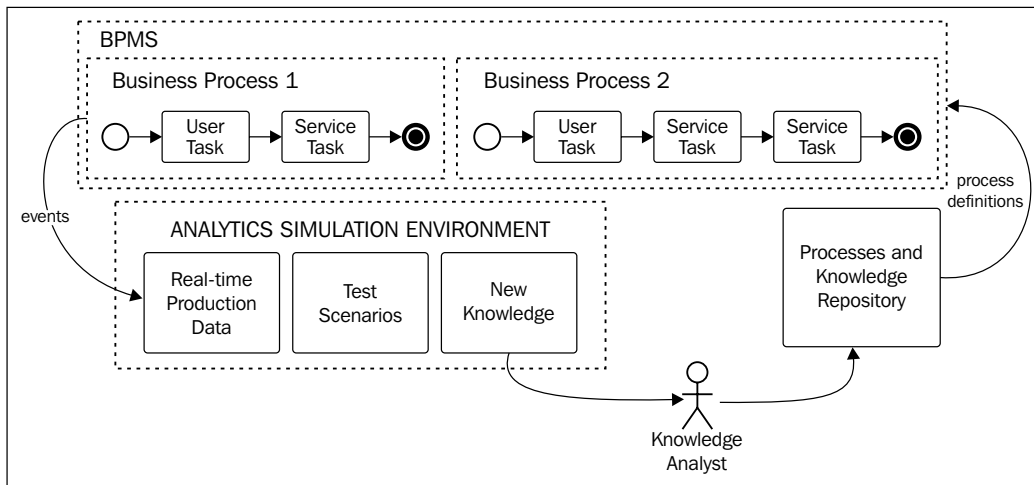 BPMS
Business Process 1
User
Task
Service
Task
Business Process 2
User
Task
Service
Task
Service
Task
events
process
definitions
ANALYTICS SIMULATION ENVIRONMENT
Real-time
Production
Data
Test
Scenarios
New
Knowledge
Processes and
Knowledge
Repository
Knowledge
Analyst